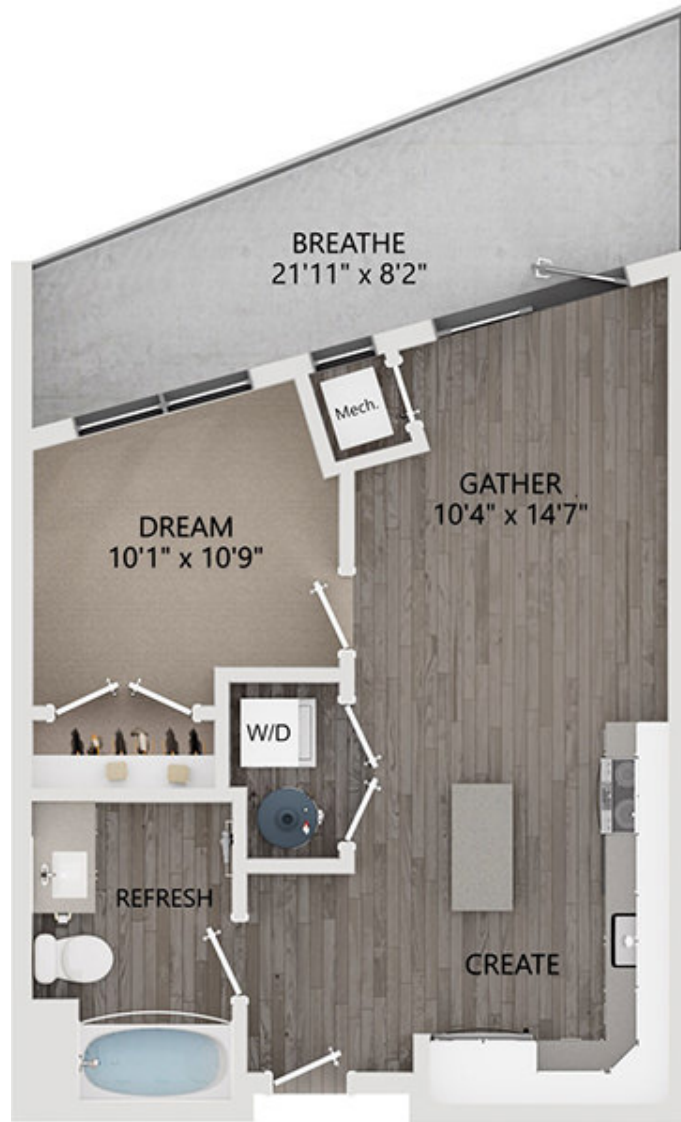 BREATHE
21'11" x 8'2"
Mech.
GATHER
10'4" x 14'7"
DREAM
10'1" x 10'9"
W/D
REFRESH
CREATE